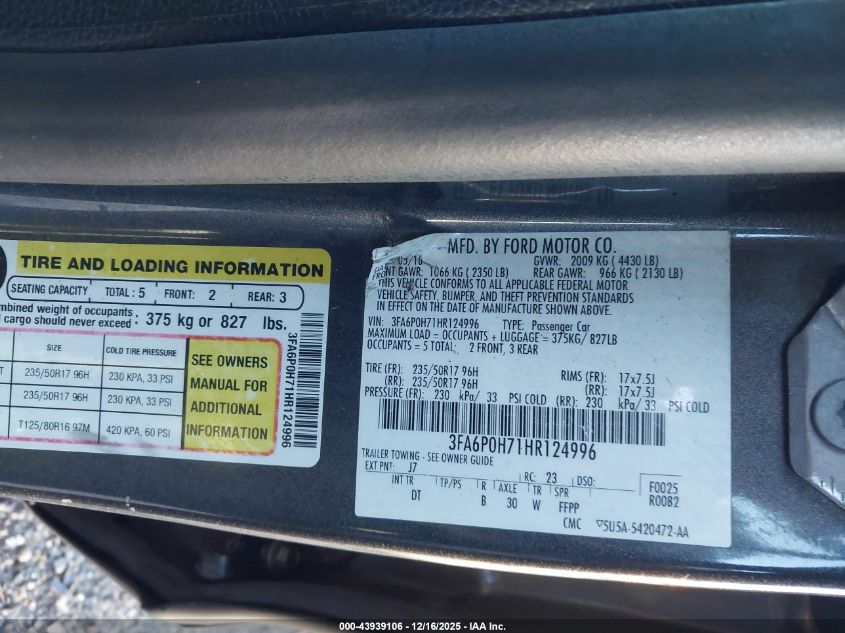 TIRE AND LOADING INFORMATION
SEATING CAPACITY TOTAL : 5 FRONT: 2 REAR: 3
mbined weight of occupants
cargo should never exceed : 375 kg or 827 lbs.
SIZE COLD TIRE PRESSURE
235/50R17 96H 230 KPA, 33 PSI
235/50R17 96H 230 KPA, 33 PSI
T125/80R16 97M 420 KPA, 60 PSI
SEE OWNERS
MANUAL FOR
ADDITIONAL
INFORMATION
3FA6P0H71HR124996
MFD. BY FORD MOTOR CO.
05/16 GVWR: 2009 KG ( 4430 LB)
NT GAWR: 1066 KG ( 2350 LB) REAR GAWR: 966 KG ( 2130 LB)
THIS VEHICLE CONFORMS TO ALL APPLICABLE FEDERAL MOTOR
VEHICLE SAFETY, BUMPER, AND THEFT PREVENTION STANDARDS
IN EFFECT ON THE DATE OF MANUFACTURE SHOWN ABOVE.
VIN: 3FA6P0H71HR124996 TYPE: Passenger Car
MAXIMUM LOAD = OCCUPANTS + LUGGAGE = 375KG/ 827LB
OCCUPANTS = 5 TOTAL, 2 FRONT, 3 REAR
TIRE (FR): 235/50R17 96H RIMS (FR): 17x7.5J
(RR): 235/50R17 96H (RR): 17x7.5J
PRESSURE (FR): 230 kPa/ 33 PSI COLD (RR): 230 kPa/ 33 PSI COLD
3FA6P0H71HR124996
TRAILER TOWING - SEE OWNER GUIDE
EXT PNT: J7 RC: 23 DSO: F0025
INT TR TP/PS R AXLE TR SPR R0082
DT B 30 W FFPP
CMC 5U5A-5420472-AA
000-43939106 - 12/16/2025 - IAA Inc.